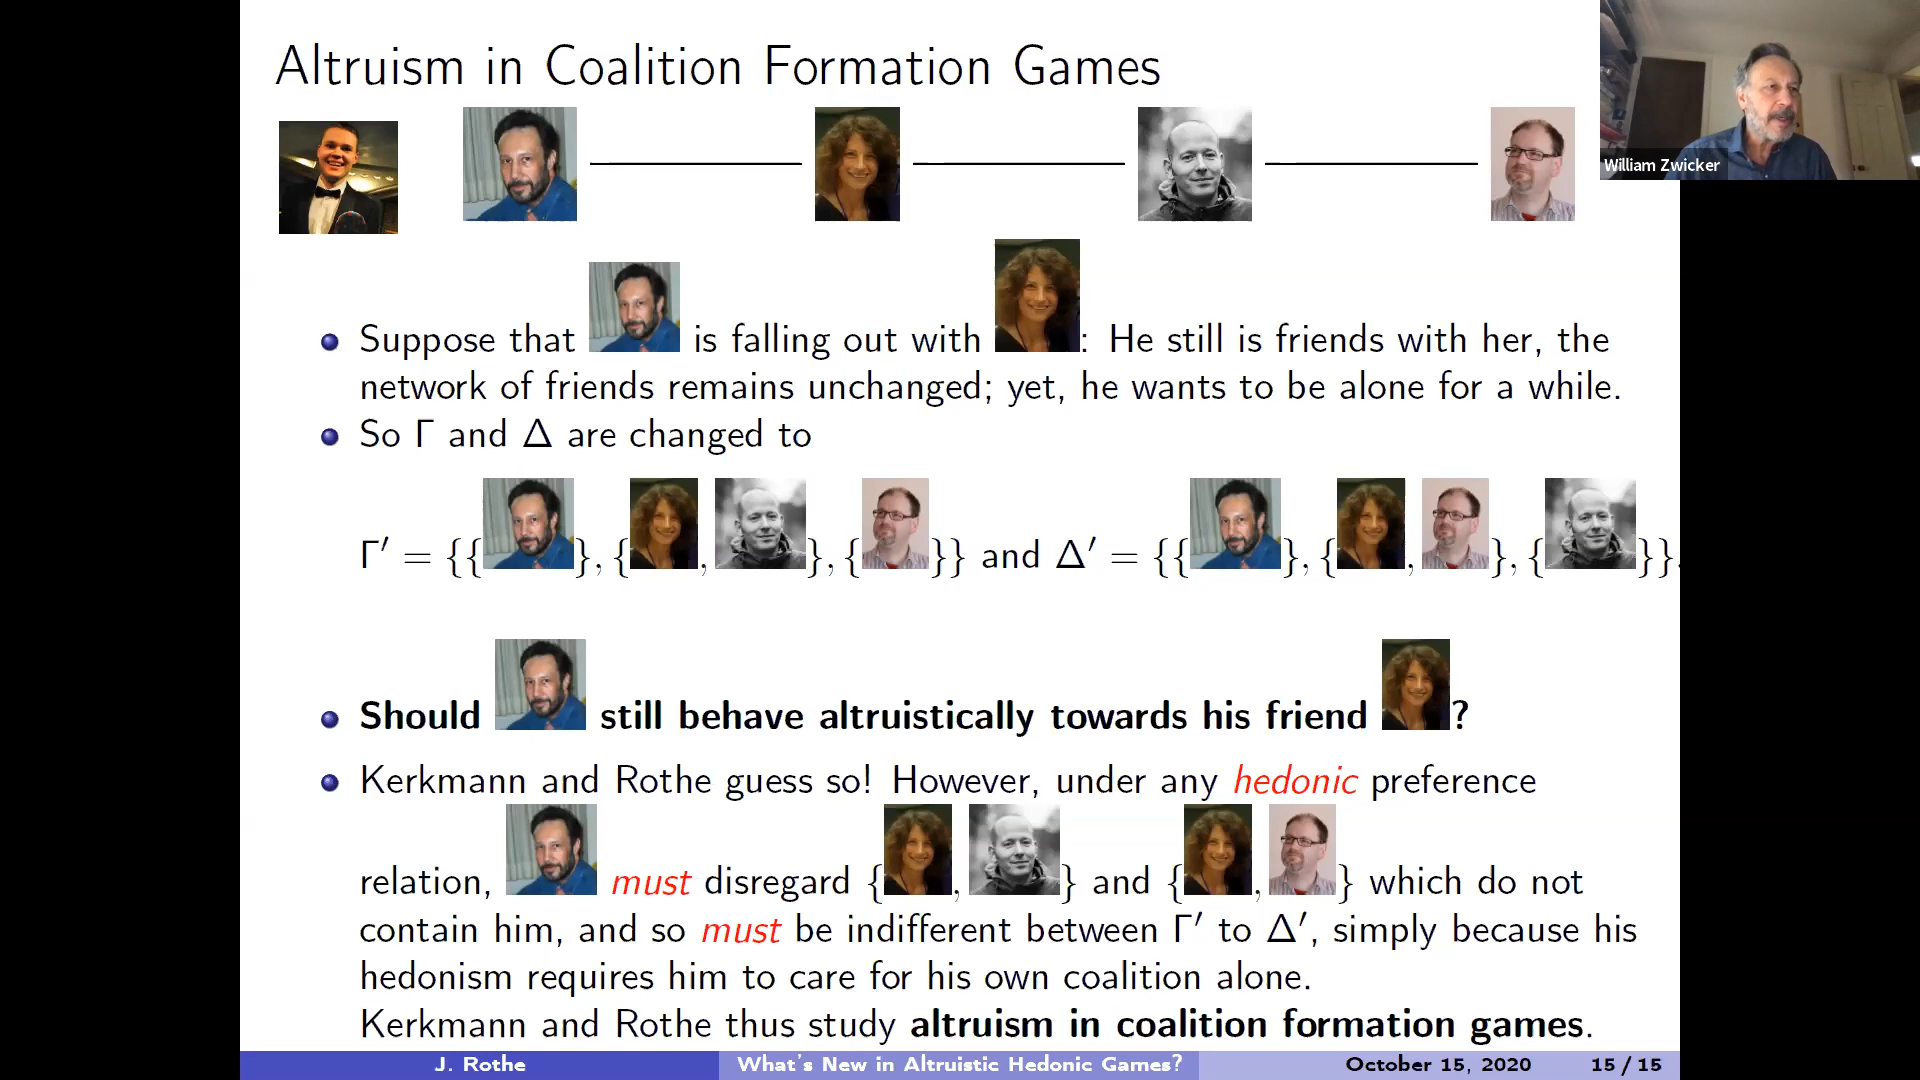 Altruism in Coalition Formation Games
William Zwicker
Suppose that is falling out with : He still is friends with her, the
network of friends remains unchanged; yet, he wants to be alone for a while.
So Γ and Δ are changed to
Γ′ = {{ }, { , }, { }} and Δ′ = {{ }, { , }, { }}.
Should still behave altruistically towards his friend ?
Kerkmann and Rothe guess so! However, under any hedonic preference
relation, must disregard { , } and { , } which do not
contain him, and so must be indifferent between Γ′ to Δ′, simply because his
hedonism requires him to care for his own coalition alone.
Kerkmann and Rothe thus study altruism in coalition formation games.
J. Rothe What's New in Altruistic Hedonic Games? October 15, 2020 15 / 15